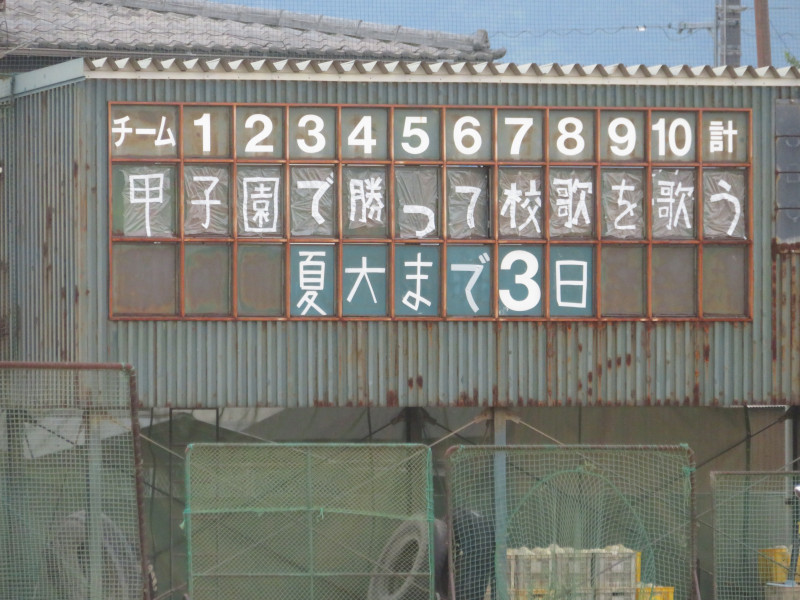 チーム 1 2 3 4 5 6 7 8 9 10 計
甲子園で勝って校歌を歌う
夏大まで3日